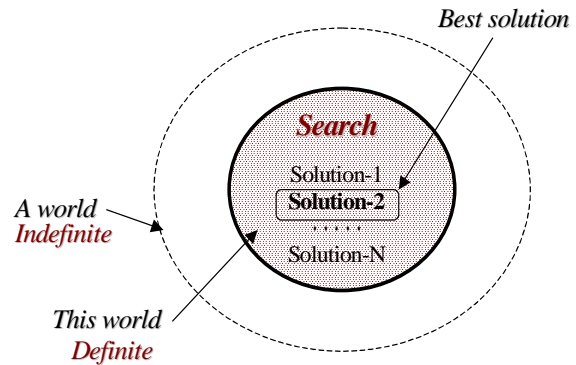 Best solution
Search
Solution-1
Solution-2
.....
Solution-N
A world
Indefinite
This world
Definite